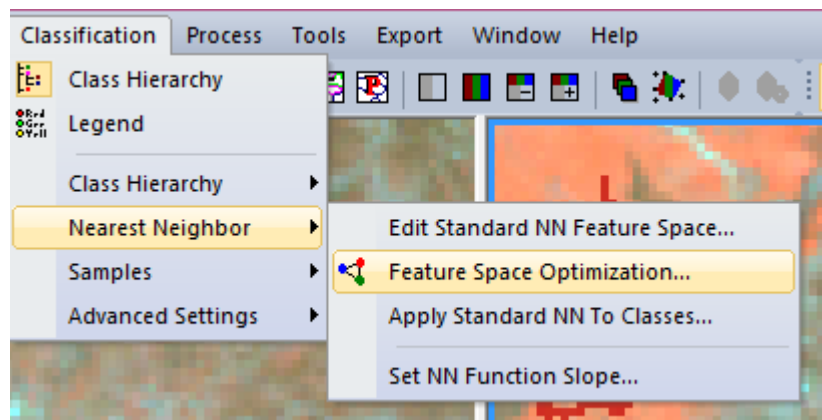 Classification Process Tools Export Window Help
Class Hierarchy
Legend
Class Hierarchy
Nearest Neighbor
Samples
Advanced Settings
Edit Standard NN Feature Space...
Feature Space Optimization...
Apply Standard NN To Classes...
Set NN Function Slope...